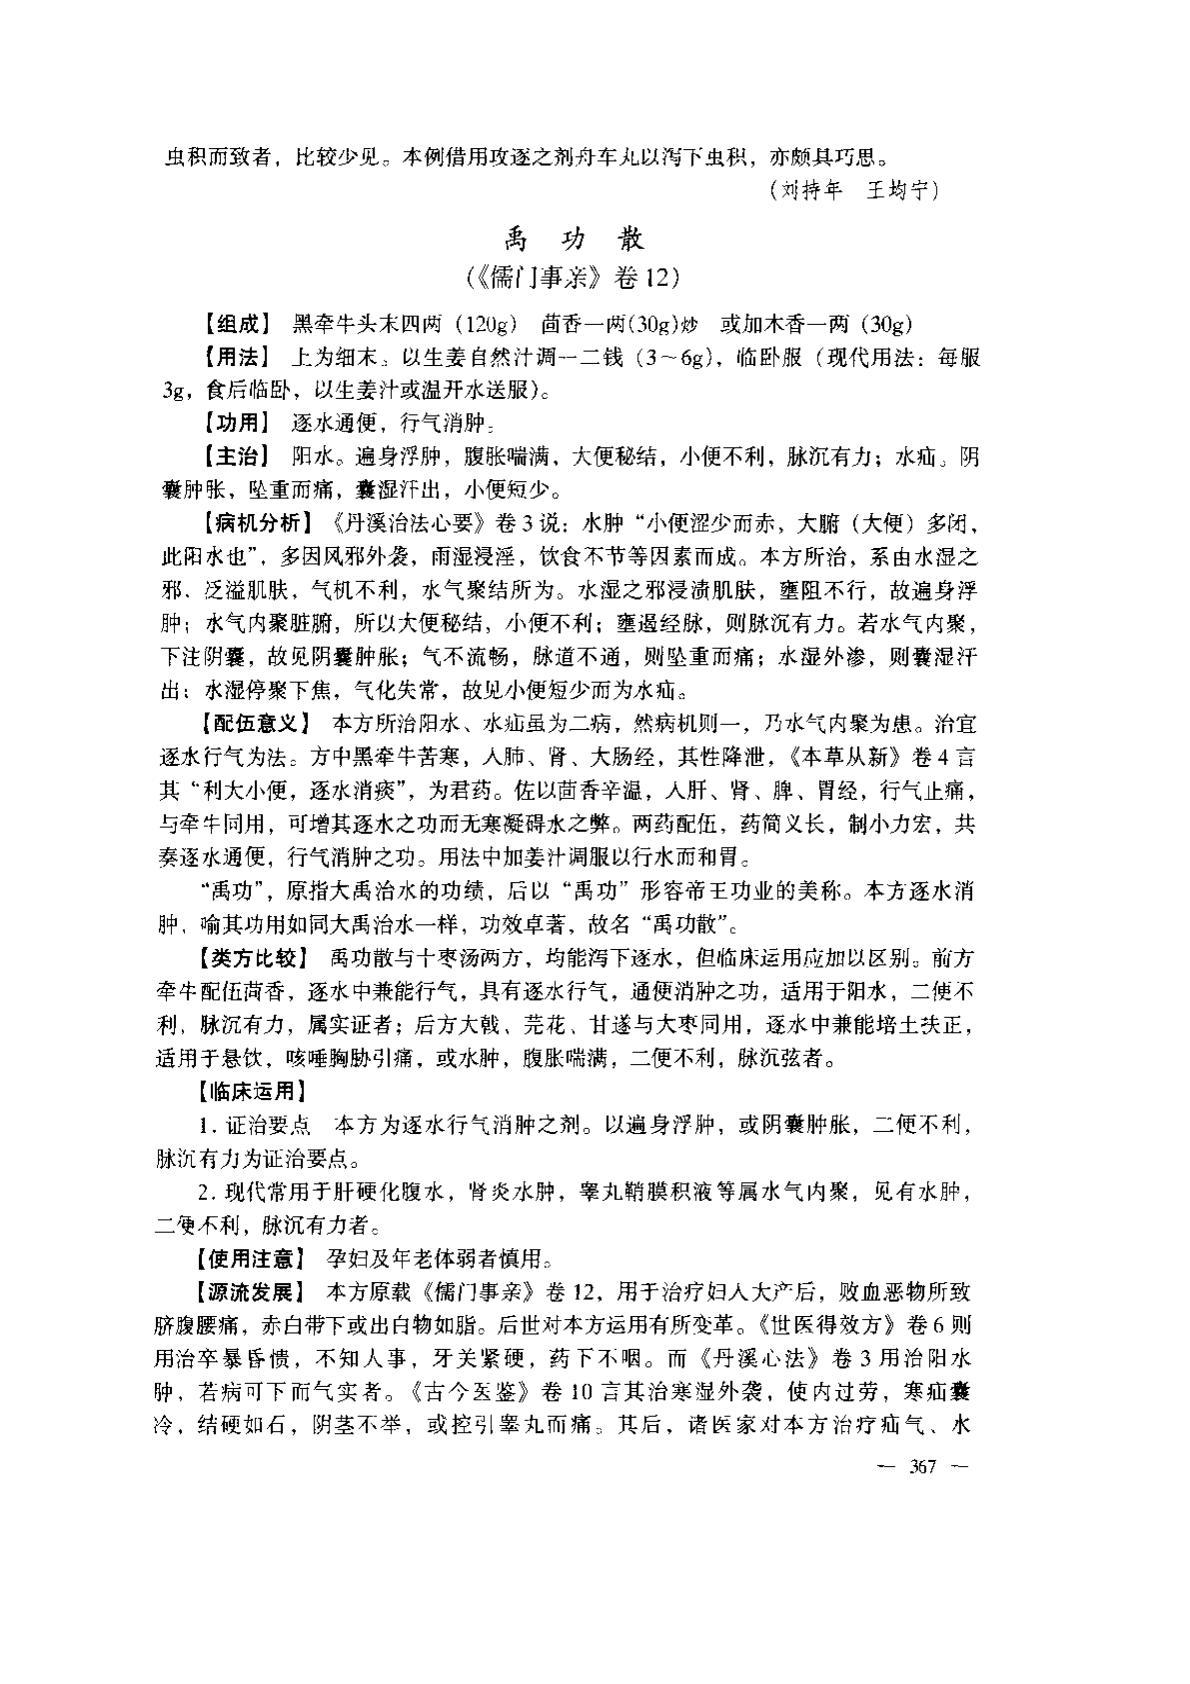 虫积而致者，比较少见。本例借用攻逐之剂舟车丸以泻下虫积，亦颇具巧思。
（刘持年　王均宁）
禹　功　散
（《儒门事亲》卷 12）
【组成】　黑牵牛头末四两（120g）　茴香一两(30g)炒　或加木香一两（30g）
【用法】　上为细末。以生姜自然汁调一二钱（3～6g），临卧服（现代用法：每服
3g，食后临卧，以生姜汁或温开水送服）。
【功用】　逐水通便，行气消肿。
【主治】　阳水。遍身浮肿，腹胀喘满，大便秘结，小便不利，脉沉有力；水疝。阴
囊肿胀，坠重而痛，囊湿汗出，小便短少。
【病机分析】　《丹溪治法心要》卷 3 说：水肿“小便涩少而赤，大腑（大便）多闭，
此阳水也”，多因风邪外袭，雨湿浸淫，饮食不节等因素而成。本方所治，系由水湿之
邪、泛溢肌肤，气机不利，水气聚结所为。水湿之邪浸渍肌肤，壅阻不行，故遍身浮
肿；水气内聚脏腑，所以大便秘结，小便不利；壅遏经脉，则脉沉有力。若水气内聚，
下注阴囊，故见阴囊肿胀；气不流畅，脉道不通，则坠重而痛；水湿外渗，则囊湿汗
出；水湿停聚下焦，气化失常，故见小便短少而为水疝。
【配伍意义】　本方所治阳水、水疝虽为二病，然病机则一，乃水气内聚为患。治宜
逐水行气为法。方中黑牵牛苦寒，入肺、肾、大肠经，其性降泄，《本草从新》卷 4 言
其“利大小便，逐水消痰”，为君药。佐以茴香辛温，入肝、肾、脾、胃经，行气止痛，
与牵牛同用，可增其逐水之功而无寒凝碍水之弊。两药配伍，药简义长，制小力宏，共
奏逐水通便，行气消肿之功。用法中加姜汁调服以行水而和胃。
“禹功”，原指大禹治水的功绩，后以“禹功”形容帝王功业的美称。本方逐水消
肿，喻其功用如同大禹治水一样，功效卓著，故名“禹功散”。
【类方比较】　禹功散与十枣汤两方，均能泻下逐水，但临床运用应加以区别。前方
牵牛配伍茴香，逐水中兼能行气，具有逐水行气，通便消肿之功，适用于阳水，二便不
利，脉沉有力，属实证者；后方大戟、芫花、甘遂与大枣同用，逐水中兼能培土扶正，
适用于悬饮，咳唾胸胁引痛，或水肿，腹胀喘满，二便不利，脉沉弦者。
【临床运用】
1. 证治要点　本方为逐水行气消肿之剂。以遍身浮肿，或阴囊肿胀，二便不利，
脉沉有力为证治要点。
2. 现代常用于肝硬化腹水，肾炎水肿，睾丸鞘膜积液等属水气内聚，见有水肿，
二便不利，脉沉有力者。
【使用注意】　孕妇及年老体弱者慎用。
【源流发展】　本方原载《儒门事亲》卷 12，用于治疗妇人大产后，败血恶物所致
脐腹腰痛，赤白带下或出白物如脂。后世对本方运用有所变革。《世医得效方》卷 6 则
用治卒暴昏愦，不知人事，牙关紧硬，药下不咽。而《丹溪心法》卷 3 用治阳水
肿，若病可下而气实者。《古今医鉴》卷 10 言其治寒湿外袭，使内过劳，寒疝囊
冷，结硬如石，阴茎不举，或控引睾丸而痛。其后，诸医家对本方治疗疝气、水
— 367 —